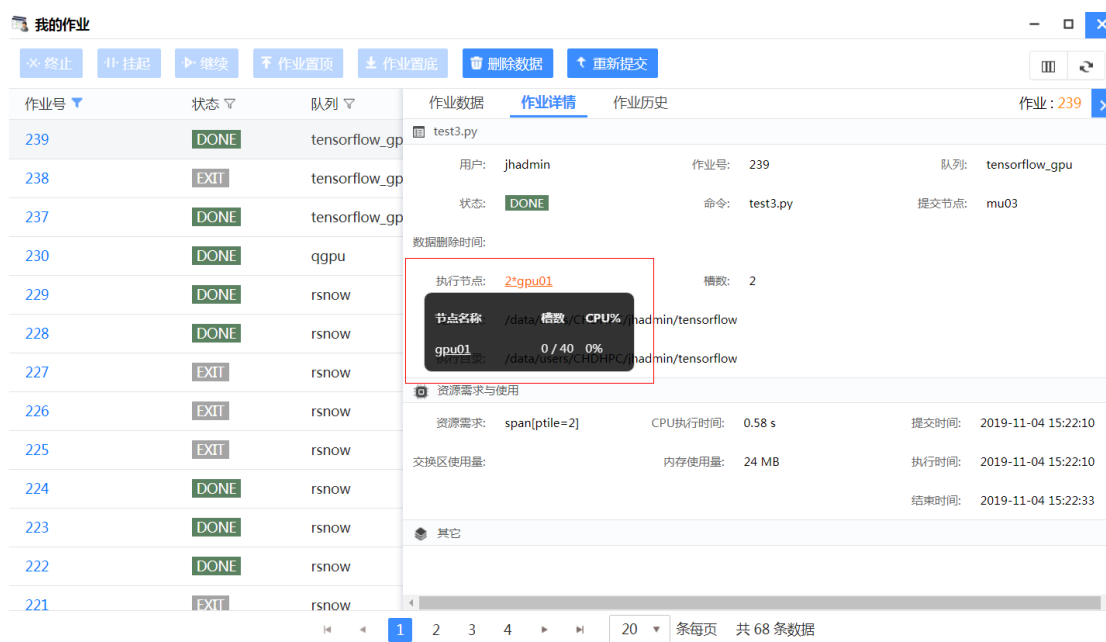 我的作业
终止 挂起 继续 作业置顶 作业置底 删除数据 重新提交
作业号 状态 队列
239 DONE tensorflow_gp
238 EXIT tensorflow_gp
237 DONE tensorflow_gp
230 DONE qgpu
229 DONE rsnow
228 DONE rsnow
227 EXIT rsnow
226 EXIT rsnow
225 EXIT rsnow
224 DONE rsnow
223 DONE rsnow
222 DONE rsnow
221 EXIT rsnow
作业数据 作业详情 作业历史 作业 : 239
test3.py
用户: jhadmin 作业号: 239 队列: tensorflow_gpu
状态: DONE 命令: test3.py 提交节点: mu03
数据删除时间:
执行节点: 2*gpu01 槽数: 2
节点名称 槽数 CPU%
/data/users/CHDHPC/jhadmin/tensorflow
gpu01 0 / 40 0%
执行目录: /data/users/CHDHPC/jhadmin/tensorflow
资源需求与使用
资源需求: span[ptile=2] CPU执行时间: 0.58 s 提交时间: 2019-11-04 15:22:10
交换区使用量: 内存使用量: 24 MB 执行时间: 2019-11-04 15:22:10
结束时间: 2019-11-04 15:22:33
其它
1 2 3 4 20 条每页 共 68 条数据